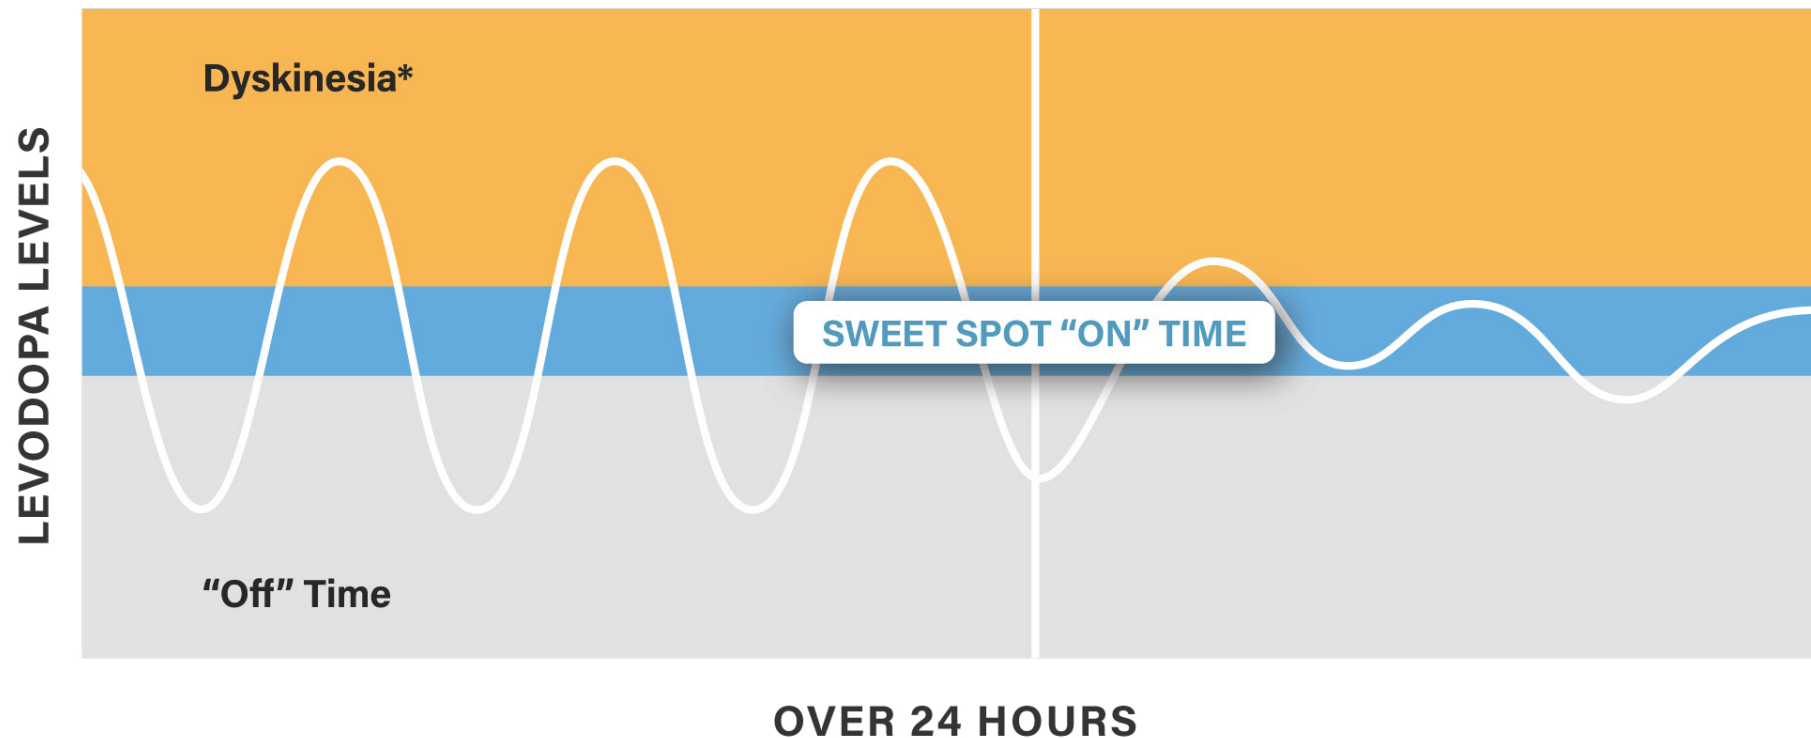 Dyskinesia*
LEVODOPA LEVELS
SWEET SPOT “ON” TIME
“Off” Time
OVER 24 HOURS